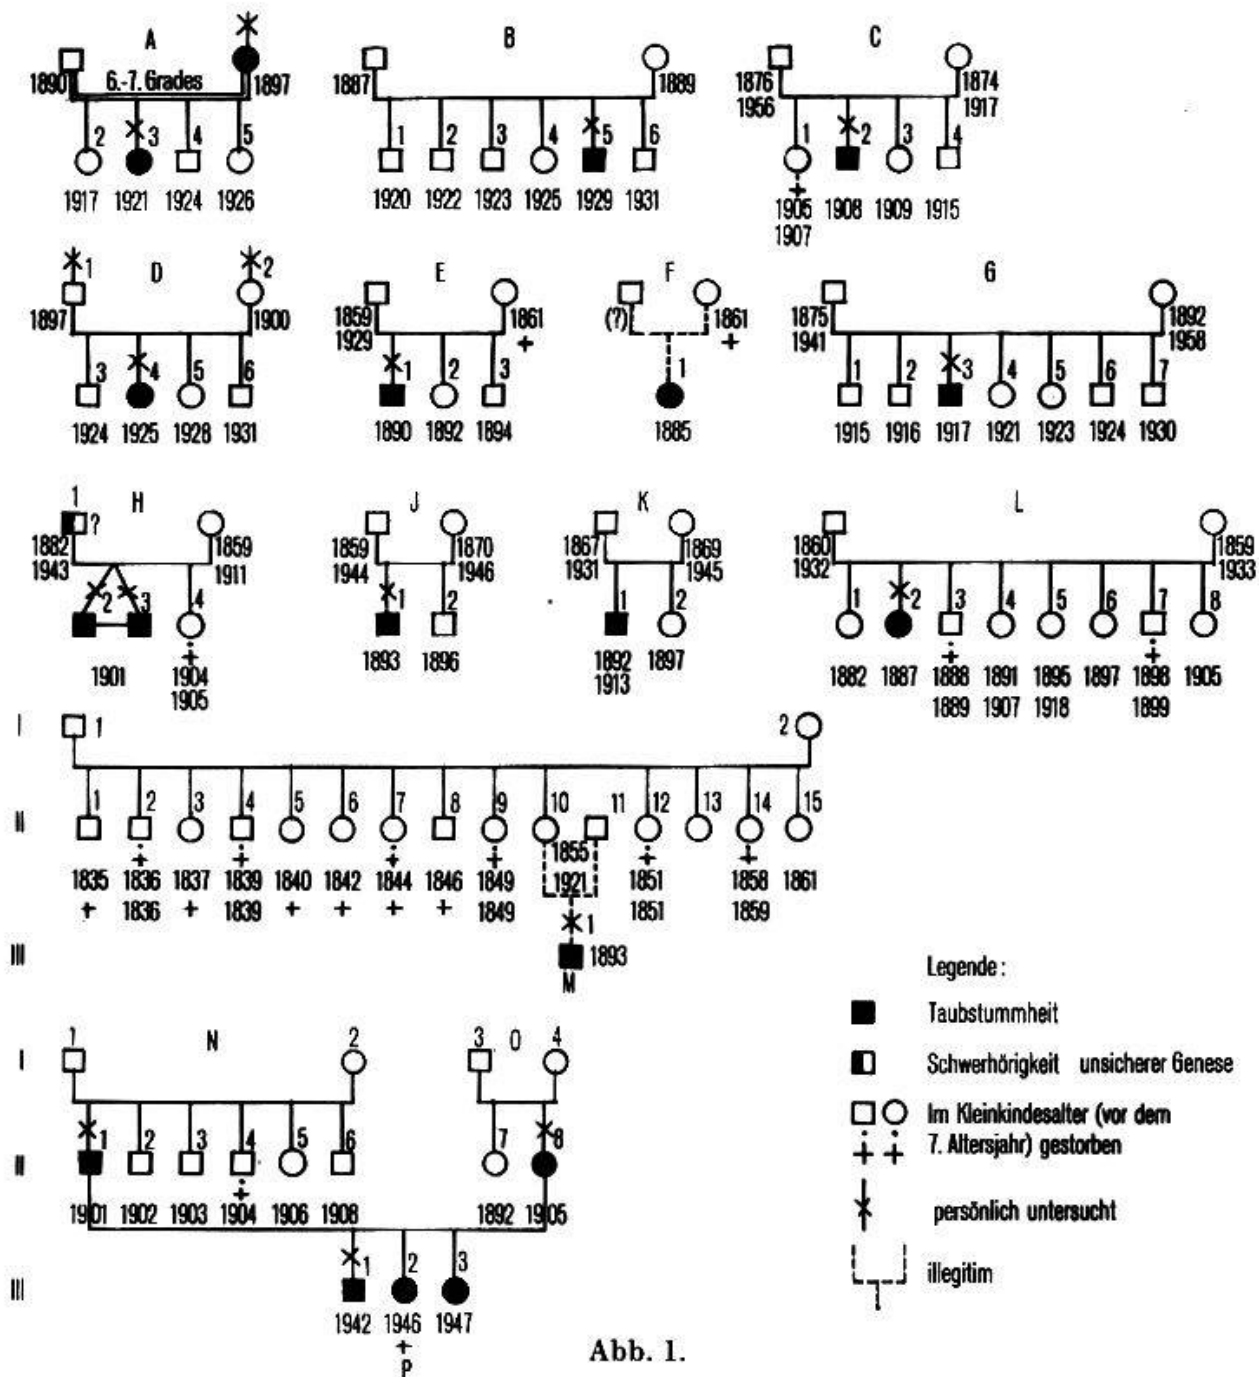 A B C
1890 6.-7. Grades 1897 1887 1889 1876 1874
1956 1917
2 3 4 5 1 2 3 4 5 6 1 2 3 4
1917 1921 1924 1926 1920 1922 1923 1925 1929 1931 + 1905 1908 1909 1915
1907
1 D 2 E F G
1897 1900 1859 1861 (?) 1861 1875 1892
1929 + + 1941 1958
3 4 5 6 1 2 3 1 1 2 3 4 5 6 7
1924 1925 1928 1931 1890 1892 1894 1885 1915 1916 1917 1921 1923 1924 1930
1 H J K L
?
1882 1859 1859 1870 1867 1869 1860 1859
1943 1911 1944 1946 1931 1945 1932 1933
2 3 4 1 2 1 2 1 2 3 4 5 6 7 8
+ + +
1901 1904 1893 1896 1892 1897 1882 1887 1888 1891 1895 1897 1898 1905
1905 1913 1889 1907 1918 1899
I 1 2
II 1 2 3 4 5 6 7 8 9 10 11 12 13 14 15
+ + + + + +
1835 1836 1837 1839 1840 1842 1844 1846 1849 1855 1851 1858 1861
+ 1836 + 1839 + + + + 1849 1921 1851 1859
III 1 1893
M
Legende:
Taubstummheit
Schwerhörigkeit unsicherer Genese
Im Kleinkindesalter (vor dem
+ + 7. Altersjahr) gestorben
persönlich untersucht
illegitim
I 1 N 2 3 O 4
II 1 2 3 4 5 6 7 8
+
1901 1902 1903 1904 1906 1908 1892 1905
III 1 2 3
1942 1946 1947
+
P
Abb. 1.